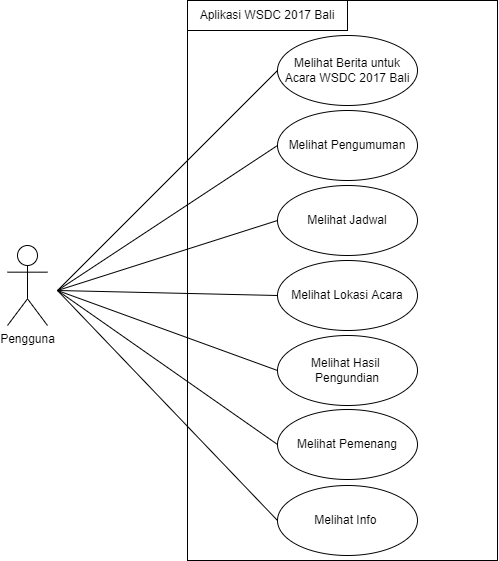 Aplikasi WSDC 2017 Bali
Melihat Berita untuk
Acara WSDC 2017 Bali
Melihat Pengumuman
Melihat Jadwal
Melihat Lokasi Acara
Pengguna
Melihat Hasil
Pengundian
Melihat Pemenang
Melihat Info